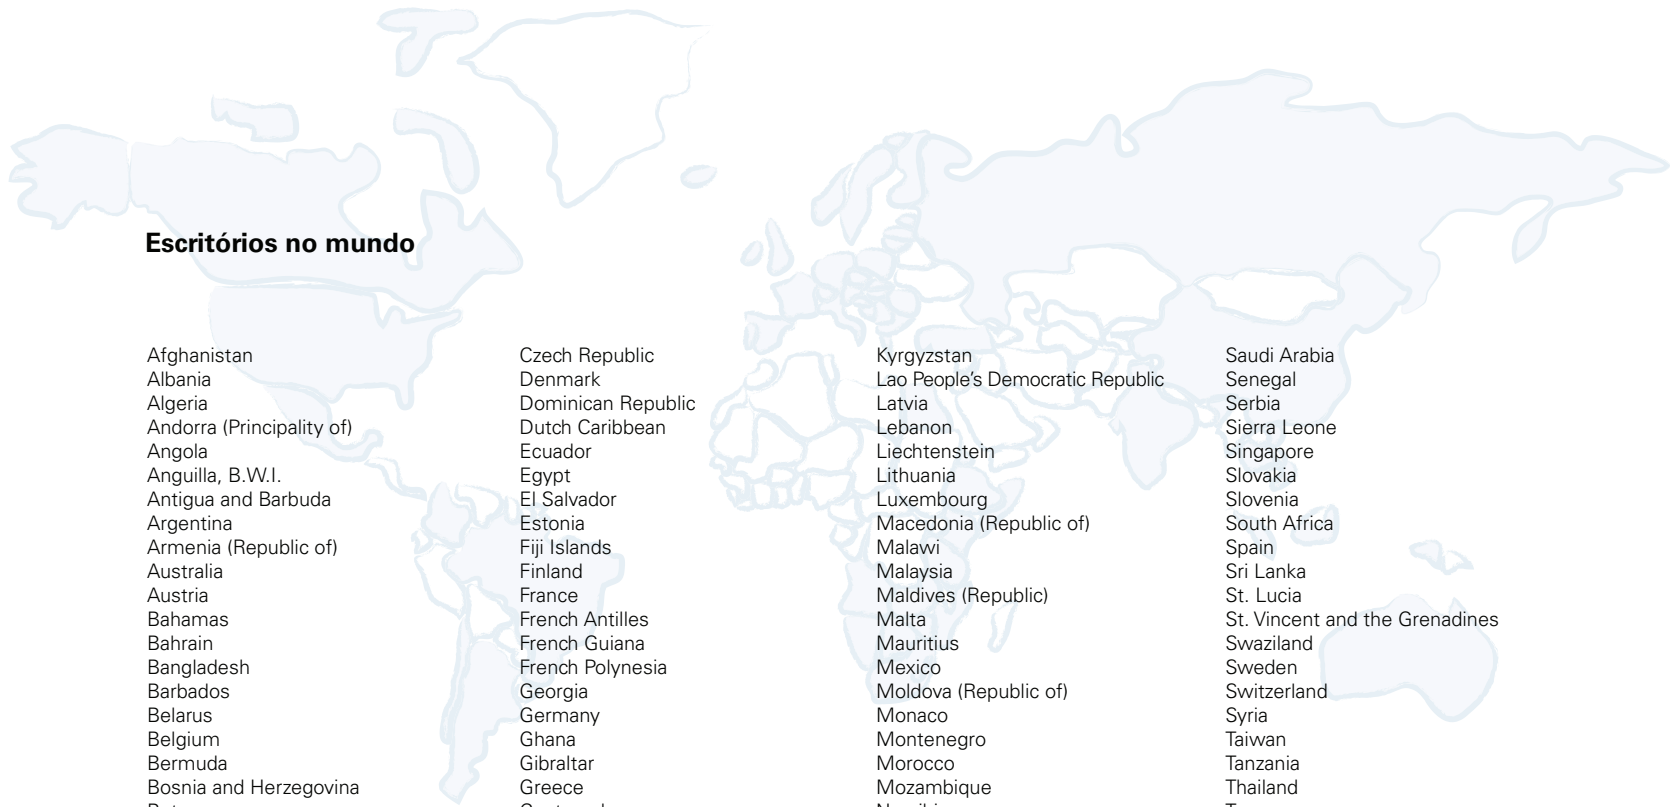 Escritórios no mundo
Afghanistan
Albania
Algeria
Andorra (Principality of)
Angola
Anguilla, B.W.I.
Antigua and Barbuda
Argentina
Armenia (Republic of)
Australia
Austria
Bahamas
Bahrain
Bangladesh
Barbados
Belarus
Belgium
Bermuda
Bosnia and Herzegovina
Czech Republic
Denmark
Dominican Republic
Dutch Caribbean
Ecuador
Egypt
El Salvador
Estonia
Fiji Islands
Finland
France
French Antilles
French Guiana
French Polynesia
Georgia
Germany
Ghana
Gibraltar
Greece
Kyrgyzstan
Lao People’s Democratic Republic
Latvia
Lebanon
Liechtenstein
Lithuania
Luxembourg
Macedonia (Republic of)
Malawi
Malaysia
Maldives (Republic)
Malta
Mauritius
Mexico
Moldova (Republic of)
Monaco
Montenegro
Morocco
Mozambique
Saudi Arabia
Senegal
Serbia
Sierra Leone
Singapore
Slovakia
Slovenia
South Africa
Spain
Sri Lanka
St. Lucia
St. Vincent and the Grenadines
Swaziland
Sweden
Switzerland
Syria
Taiwan
Tanzania
Thailand